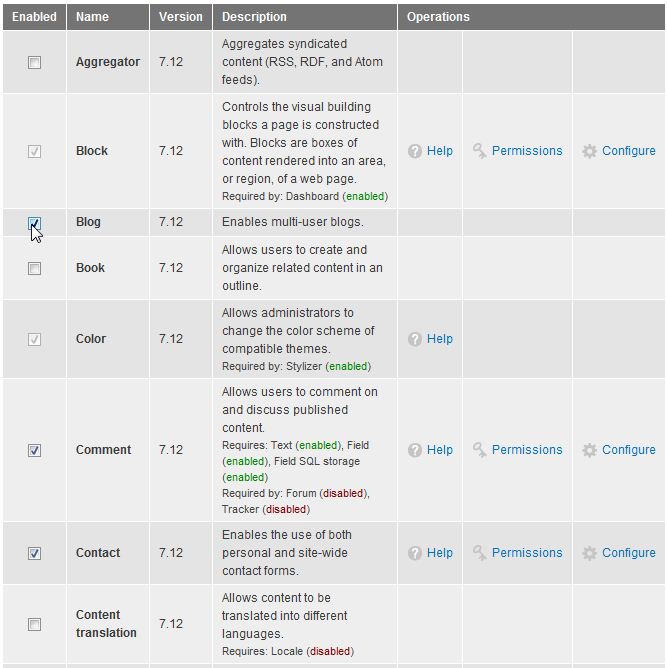 Enabled Name Version Description Operations
Aggregator 7.12 Aggregates syndicated
content (RSS, RDF, and Atom
feeds).
Controls the visual building
blocks a page is constructed
with. Blocks are boxes of
Block 7.12 content rendered into an area, Help Permissions Configure
or region, of a web page.
Required by: Dashboard (enabled)
Blog 7.12 Enables multi-user blogs.
Allows users to create and
Book 7.12 organize related content in an
outline.
Allows administrators to
change the color scheme of
Color 7.12 compatible themes. Help
Required by: Stylizer (enabled)
Allows users to comment on
and discuss published
content.
Requires: Text (enabled), Field
Comment 7.12 (enabled), Field SQL storage Help Permissions Configure
(enabled)
Required by: Forum (disabled),
Tracker (disabled)
Enables the use of both
Contact 7.12 personal and site-wide Help Permissions Configure
contact forms.
Allows content to be
Content translation 7.12 translated into different
languages.
Requires: Locale (disabled)